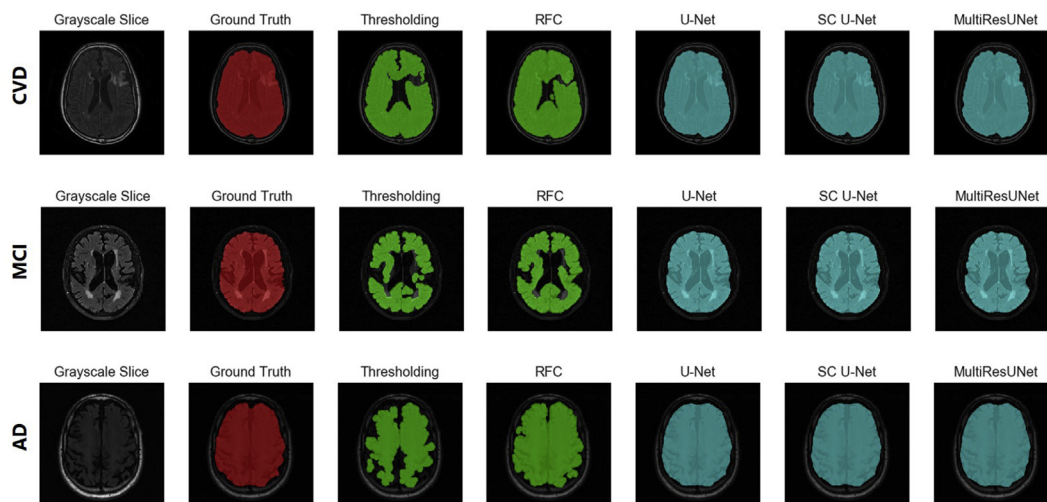 Grayscale Slice Ground Truth Thresholding RFC U-Net SC U-Net MultiResUNet
CVD
Grayscale Slice Ground Truth Thresholding RFC U-Net SC U-Net MultiResUNet
MCI
Grayscale Slice Ground Truth Thresholding RFC U-Net SC U-Net MultiResUNet
AD